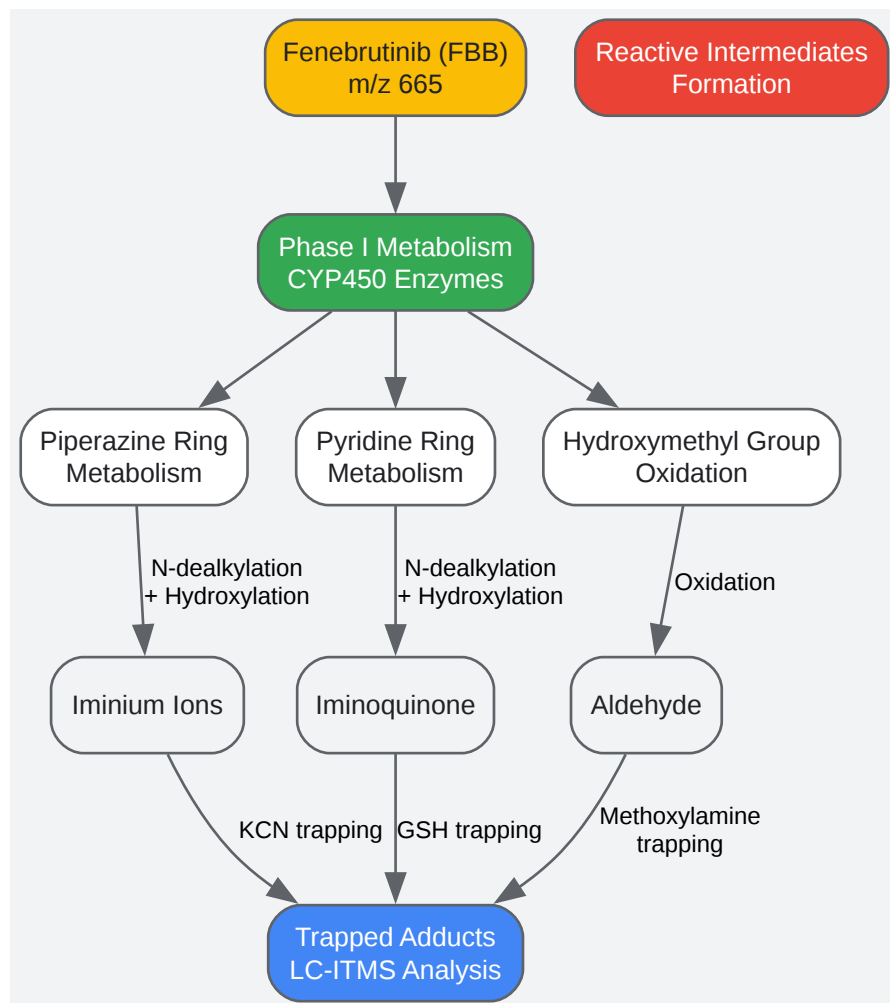 Fenebrutinib (FBB)
m/z 665
Reactive Intermediates
Formation
Phase I Metabolism
CYP450 Enzymes
Piperazine Ring
Metabolism
Pyridine Ring
Metabolism
Hydroxymethyl Group
Oxidation
N-dealkylation
+ Hydroxylation
N-dealkylation
+ Hydroxylation
Oxidation
Iminium Ions
Iminoquinone
Aldehyde
KCN trapping
GSH trapping
Methoxylamine
trapping
Trapped Adducts
LC-ITMS Analysis